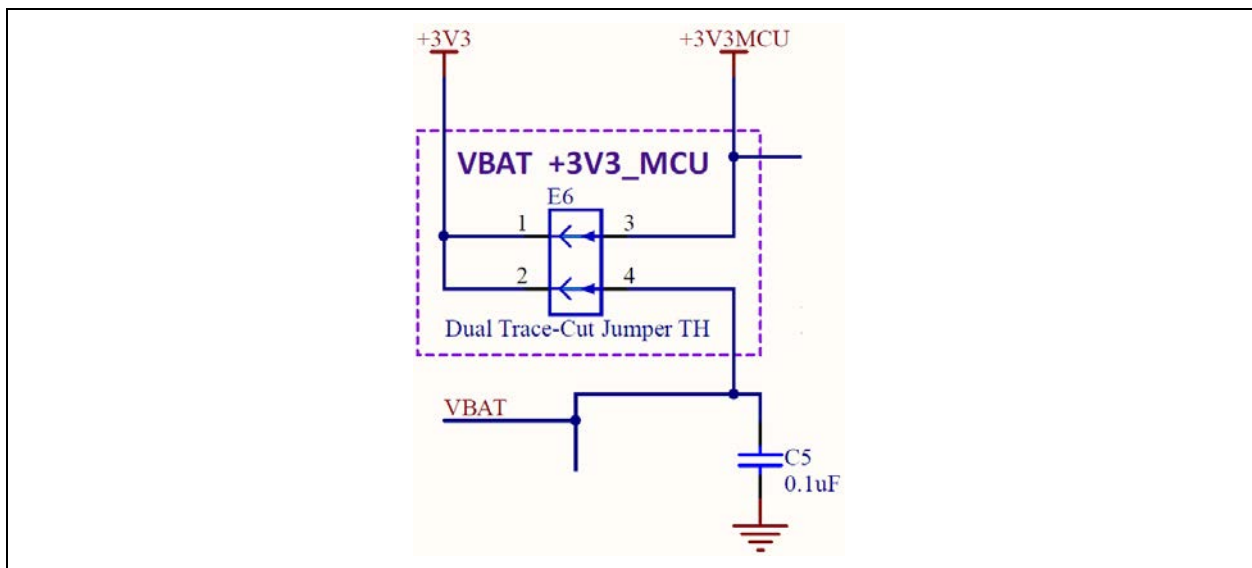 +3V3 +3V3MCU
VBAT +3V3_MCU
E6
1 3
2 4
Dual Trace-Cut Jumper TH
VBAT
C5
0.1uF